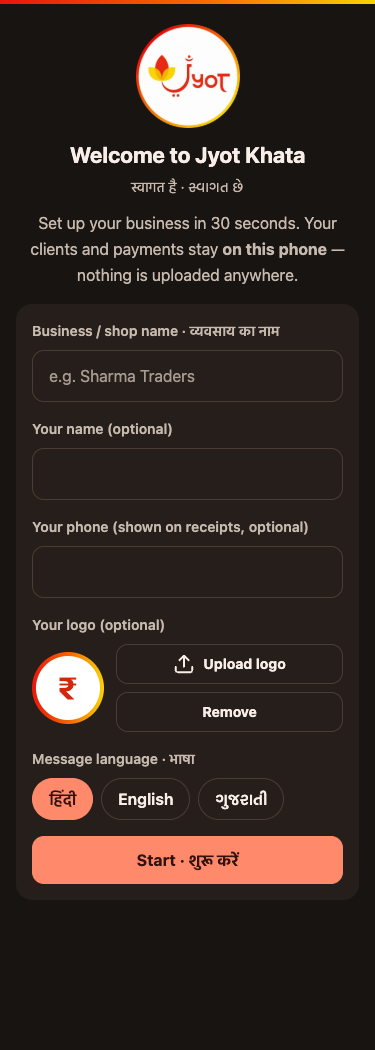 Jyot
Welcome to Jyot Khata
स्वागत है · સ્વાગત છે
Set up your business in 30 seconds. Your
clients and payments stay on this phone —
nothing is uploaded anywhere.
Business / shop name · व्यवसाय का नाम
e.g. Sharma Traders
Your name (optional)
Your phone (shown on receipts, optional)
Your logo (optional)
₹
Upload logo
Remove
Message language · भाषा
हिंदी
English
ગુજરાતી
Start · शुरू करें